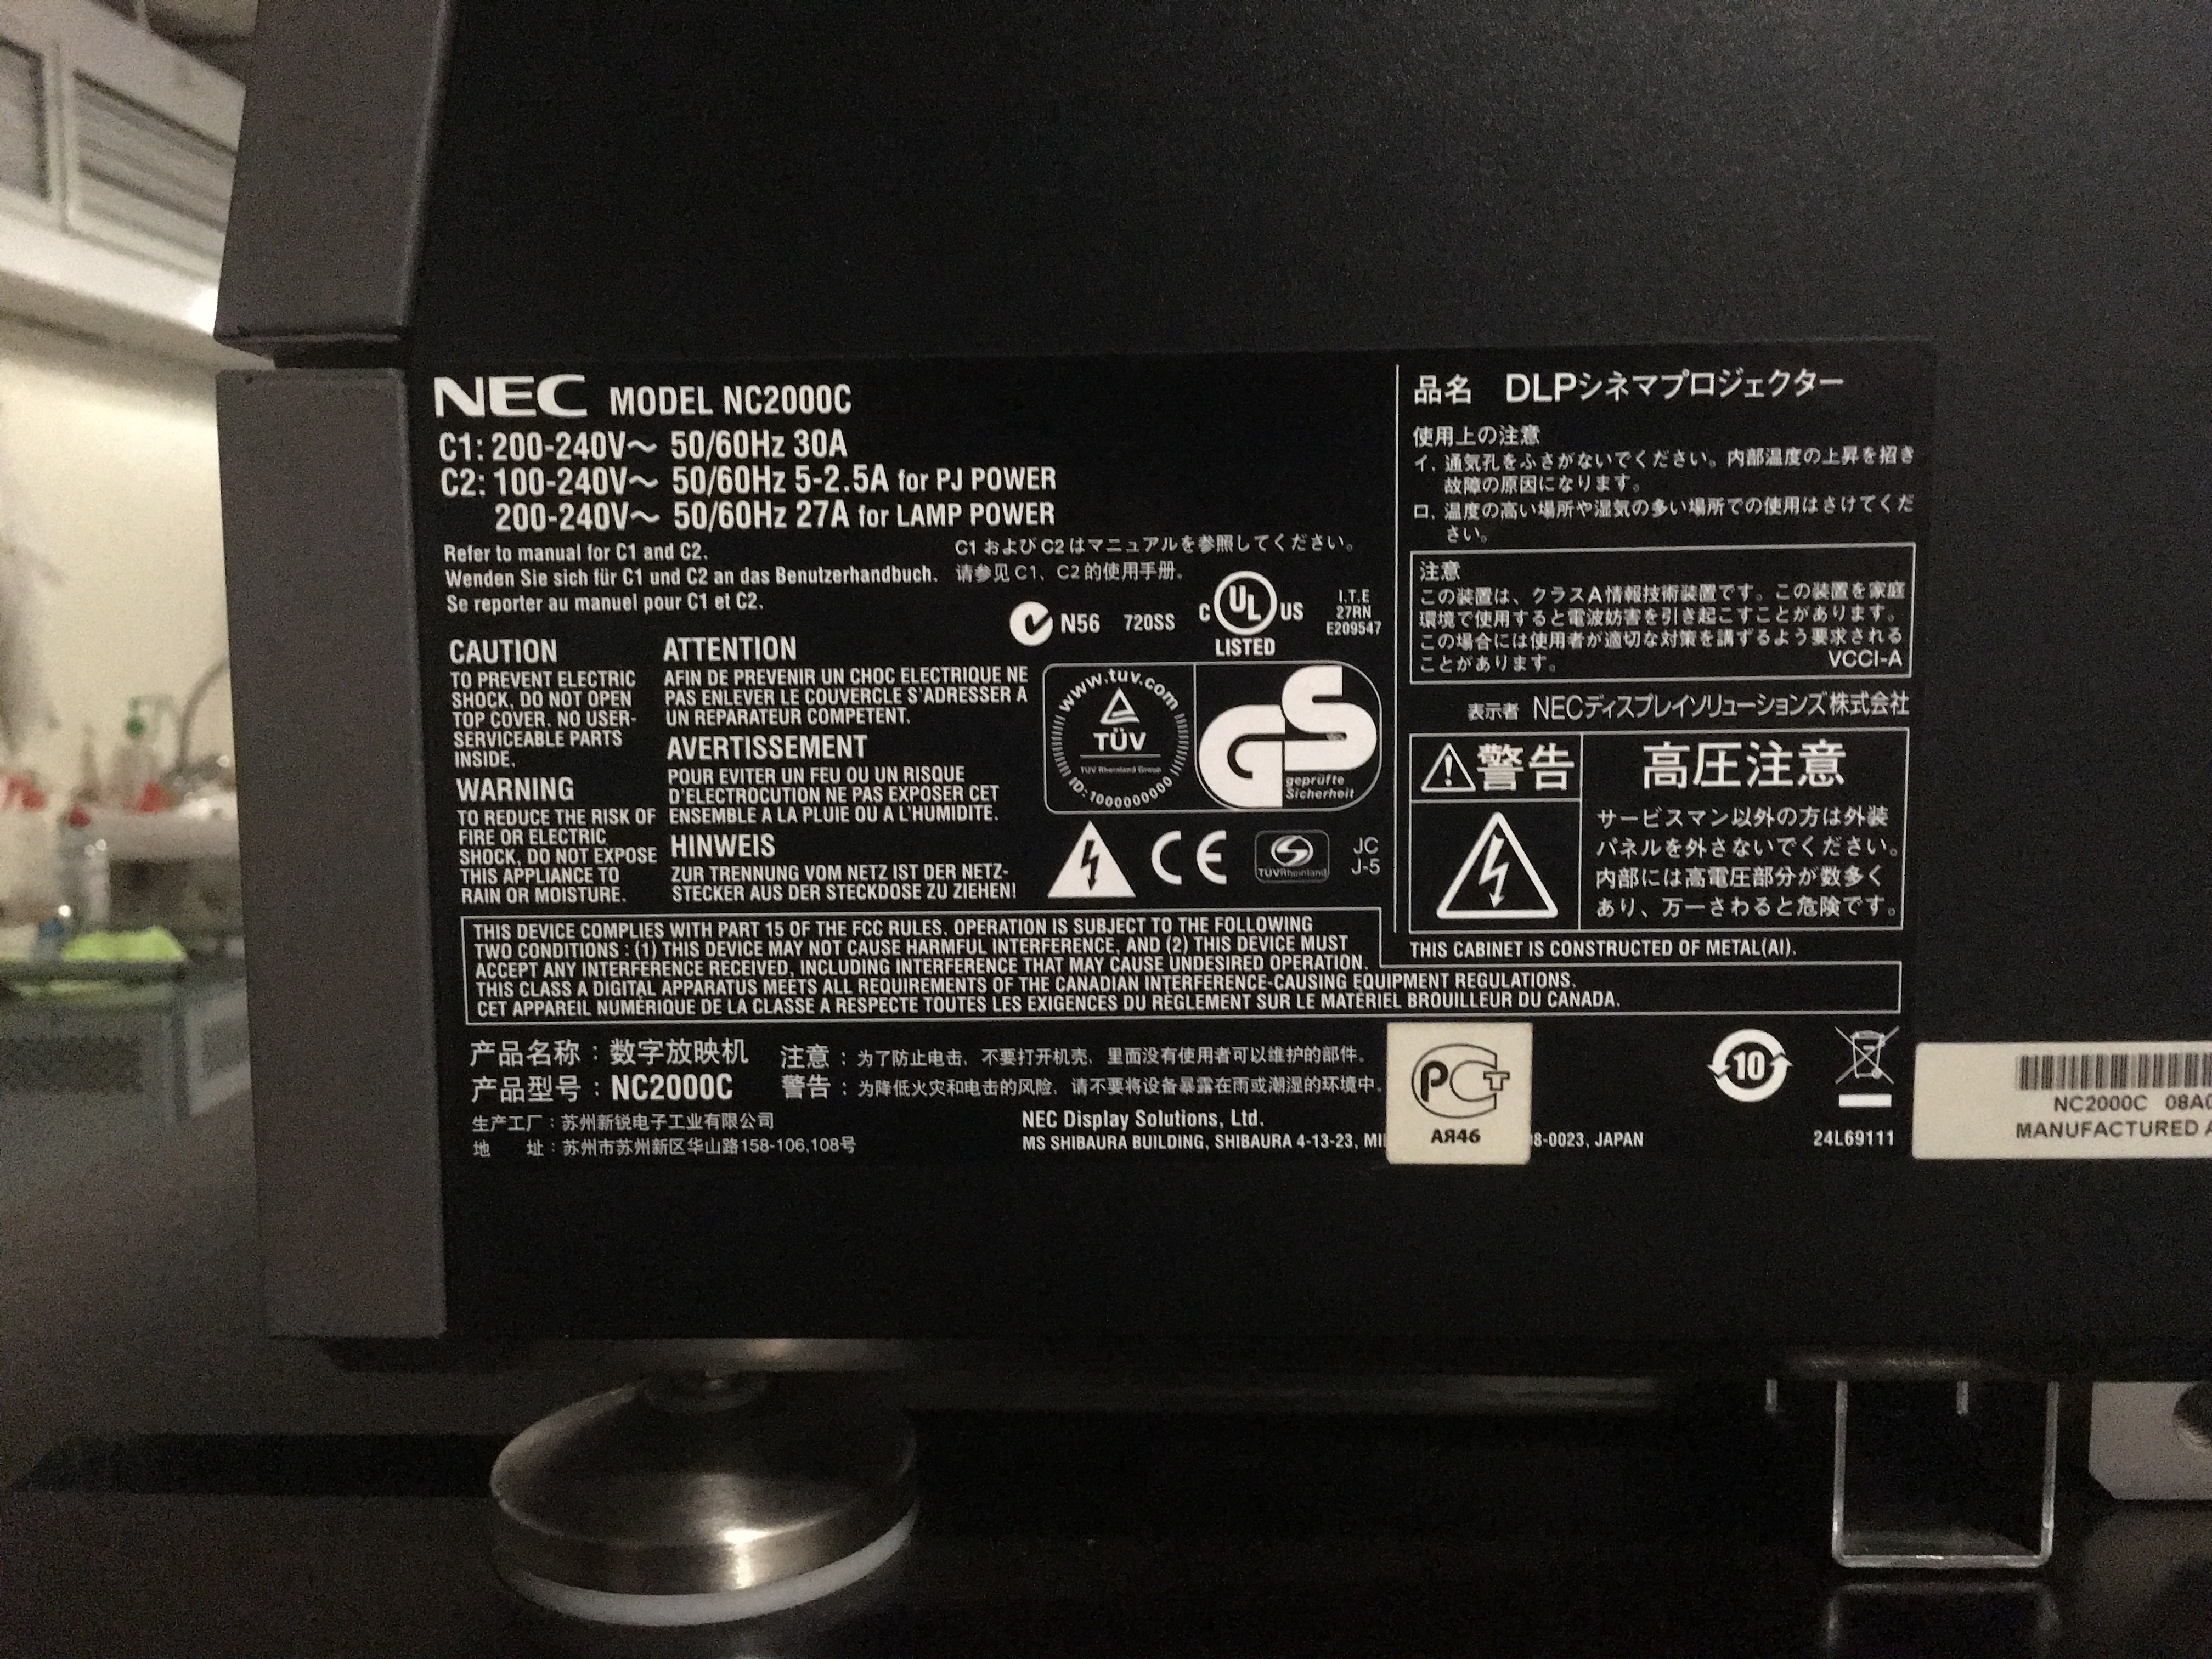 NEC MODEL NC2000C
C1: 200-240V～ 50/60Hz 30A
C2: 100-240V～ 50/60Hz 5-2.5A for PJ POWER
200-240V～ 50/60Hz 27A for LAMP POWER
Refer to manual for C1 and C2.
Wenden Sie sich für C1 und C2 an das Benutzerhandbuch.
Se reporter au manuel pour C1 et C2.
C1 および C2 はマニュアルを参照してください。
请参见 C1、C2 的使用手册。
N56 720SS
C UL US
LISTED
I.T.E
27RN
E209547
CAUTION
TO PREVENT ELECTRIC
SHOCK, DO NOT OPEN
TOP COVER. NO USER-
SERVICEABLE PARTS
INSIDE.
WARNING
TO REDUCE THE RISK OF
FIRE OR ELECTRIC
SHOCK, DO NOT EXPOSE
THIS APPLIANCE TO
RAIN OR MOISTURE.
ATTENTION
AFIN DE PREVENIR UN CHOC ELECTRIQUE NE
PAS ENLEVER LE COUVERCLE S'ADRESSER A
UN REPARATEUR COMPETENT.
AVERTISSEMENT
POUR EVITER UN FEU OU UN RISQUE
D'ELECTROCUTION NE PAS EXPOSER CET
ENSEMBLE A LA PLUIE OU A L'HUMIDITE.
HINWEIS
ZUR TRENNUNG VOM NETZ IST DER NETZ-
STECKER AUS DER STECKDOSE ZU ZIEHEN!
www.tuv.com
TÜV
TÜV Rheinland Group
ID:1000000000
GS
geprüfte
Sicherheit
CE
TÜVRheinland
JC
J-5
品名 DLPシネマプロジェクター
使用上の注意
イ. 通気孔をふさがないでください。内部温度の上昇を招き
故障の原因になります。
ロ. 温度の高い場所や湿気の多い場所での使用はさけてくだ
さい。
注意
この装置は、クラスA情報技術装置です。この装置を家庭
環境で使用すると電波妨害を引き起こすことがあります。
この場合には使用者が適切な対策を講ずるよう要求される
ことがあります。 VCCI-A
表示者 NECディスプレイソリューションズ株式会社
警告
高圧注意
サービスマン以外の方は外装
パネルを外さないでください。
内部には高電圧部分が数多く
あり、万一さわると危険です。
THIS CABINET IS CONSTRUCTED OF METAL(Al).
THIS DEVICE COMPLIES WITH PART 15 OF THE FCC RULES. OPERATION IS SUBJECT TO THE FOLLOWING
TWO CONDITIONS : (1) THIS DEVICE MAY NOT CAUSE HARMFUL INTERFERENCE, AND (2) THIS DEVICE MUST
ACCEPT ANY INTERFERENCE RECEIVED, INCLUDING INTERFERENCE THAT MAY CAUSE UNDESIRED OPERATION.
THIS CLASS A DIGITAL APPARATUS MEETS ALL REQUIREMENTS OF THE CANADIAN INTERFERENCE-CAUSING EQUIPMENT REGULATIONS.
CET APPAREIL NUMÉRIQUE DE LA CLASSE A RESPECTE TOUTES LES EXIGENCES DU RÈGLEMENT SUR LE MATÉRIEL BROUILLEUR DU CANADA.
产品名称：数字放映机
产品型号：NC2000C
注意：为了防止电击，不要打开机壳，里面没有使用者可以维护的部件。
警告：为降低火灾和电击的风险，请不要将设备暴露在雨或潮湿的环境中。
生产工厂：苏州新锐电子工业有限公司
地 址：苏州市苏州新区华山路158-106,108号
NEC Display Solutions, Ltd.
MS SHIBAURA BUILDING, SHIBAURA 4-13-23, MI 8-0023, JAPAN
РСТ
АЯ46
10
24L69111
NC2000C 08A0
MANUFACTURED A